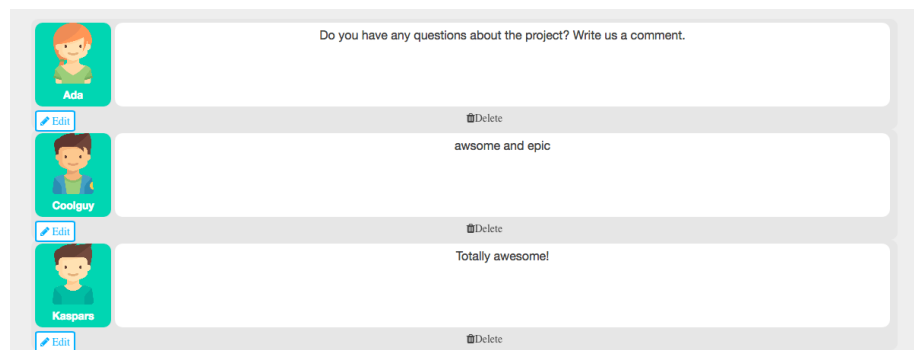 Do you have any questions about the project? Write us a comment.
Ada
Edit
Delete
awsome and epic
Coolguy
Edit
Delete
Totally awesome!
Kaspars
Edit
Delete